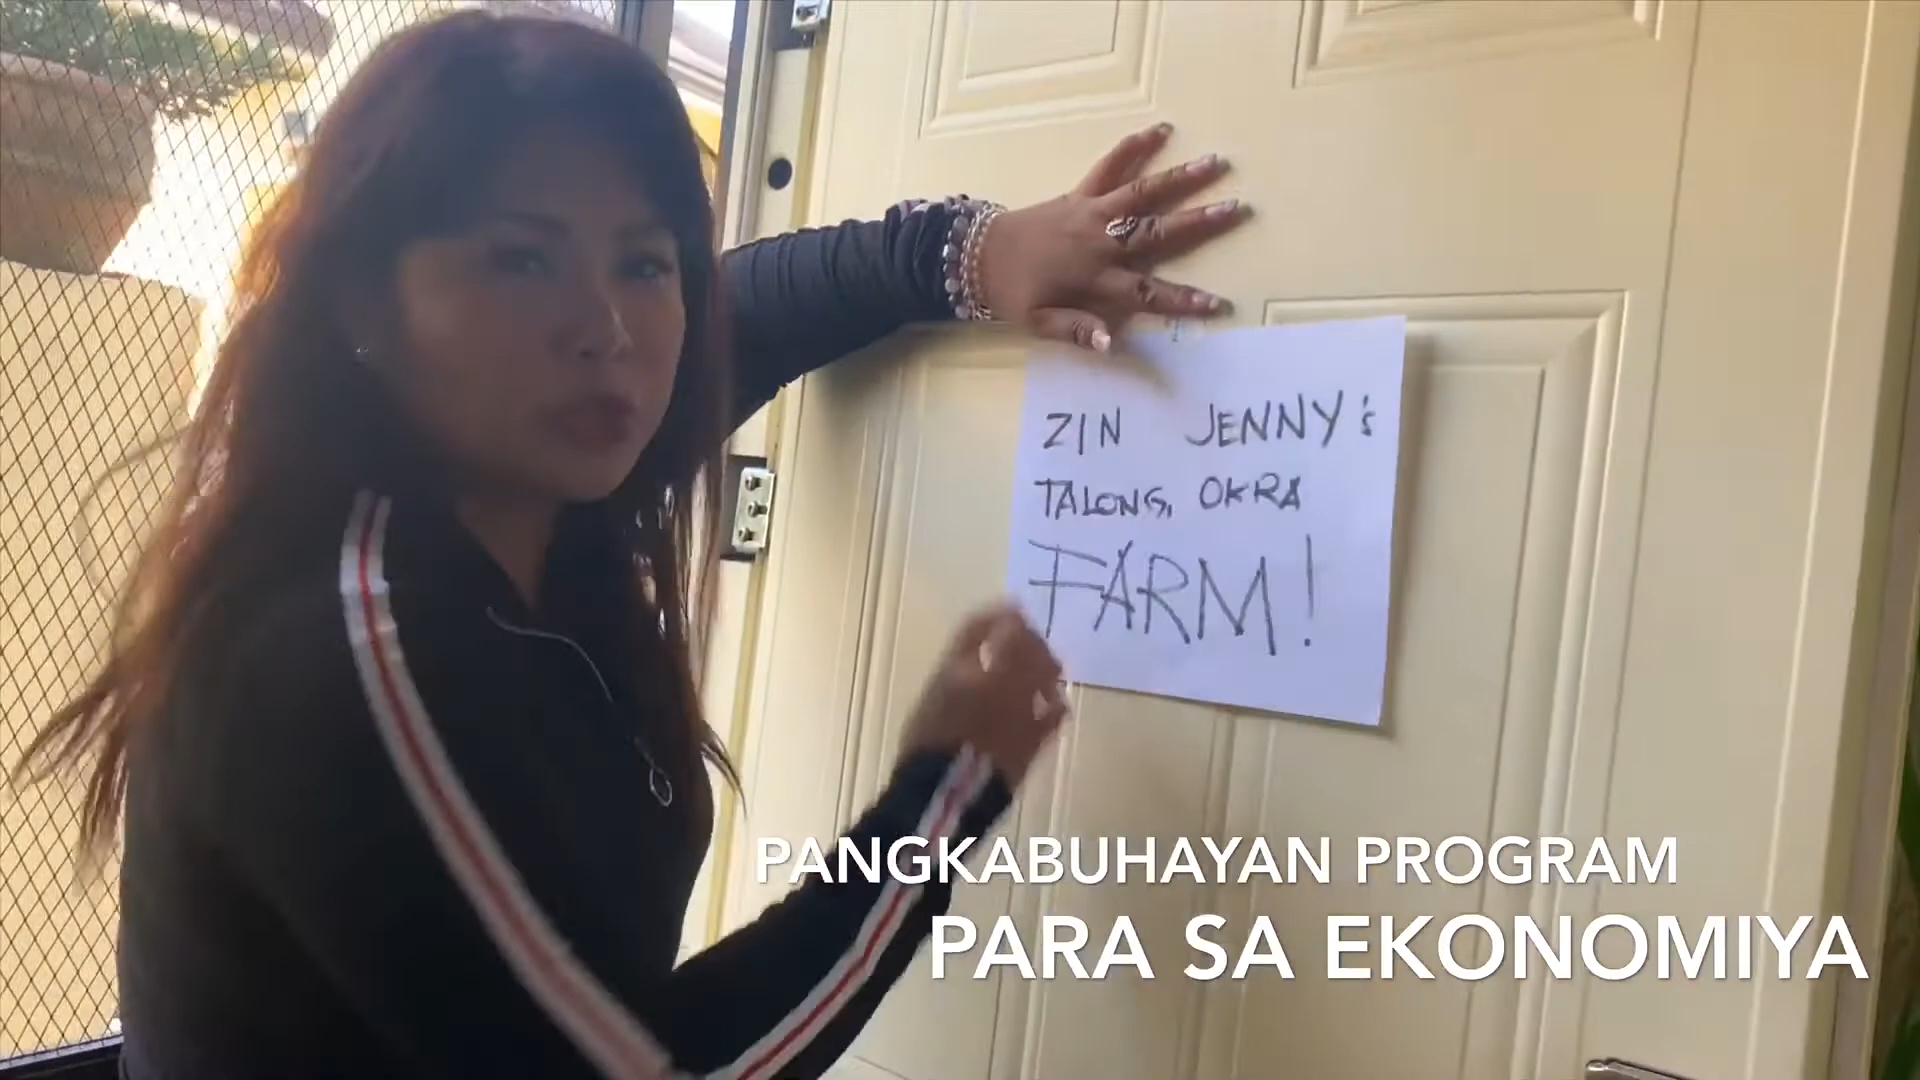 ZIN JENNY's
TALONG, OKRA
FARM!
PANGKABUHAYAN PROGRAM
PARA SA EKONOMIYA